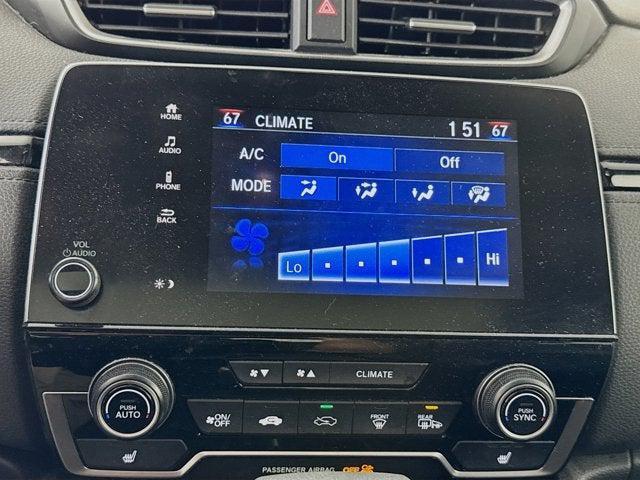 67 CLIMATE 1 51 67
HOME
AUDIO
PHONE
BACK
A/C On Off
MODE
Lo Hi
VOL
AUDIO
CLIMATE
PUSH
AUTO
ON/
OFF
FRONT
REAR
PUSH
SYNC
PASSENGER AIRBAG OFF